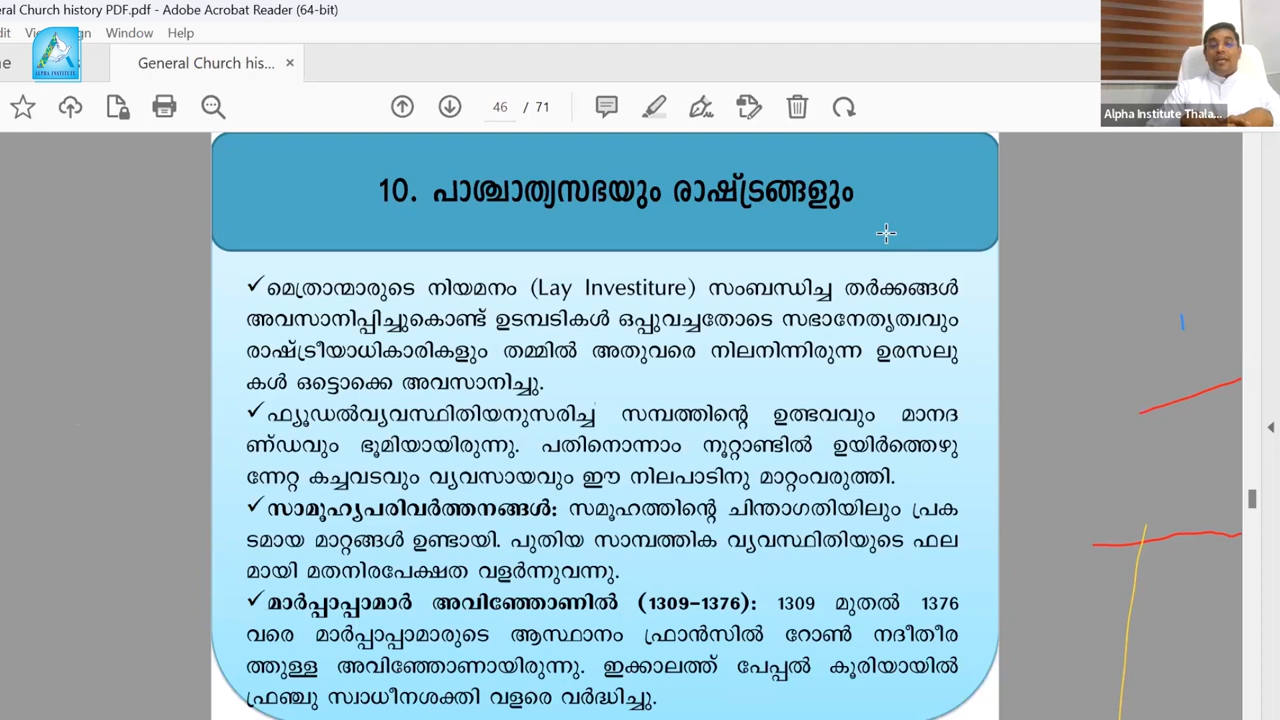 eral Church history PDF.pdf - Adobe Acrobat Reader (64-bit)
Window Help
ALPHA INSTITUTE
General Church his... ×
46 / 71
Alpha Institute Thala...
10. പാശ്ചാത്യസഭയും രാഷ്ട്രങ്ങളും
✓മെത്രാന്മാരുടെ നിയമനം (Lay Investiture) സംബന്ധിച്ച തർക്കങ്ങൾ
അവസാനിപ്പിച്ചുകൊണ്ട് ഉടമ്പടികൾ ഒപ്പുവച്ചതോടെ സഭാനേതൃത്വവും
രാഷ്ട്രീയാധികാരികളും തമ്മിൽ അതുവരെ നിലനിന്നിരുന്ന ഉരസലു
കൾ ഒട്ടൊക്കെ അവസാനിച്ചു.
✓ഫ്യൂഡൽവ്യവസ്ഥിതിയനുസരിച്ച് സമ്പത്തിന്റെ ഉത്ഭവവും മാനദ
ണ്ഡവും ഭൂമിയായിരുന്നു. പതിനൊന്നാം നൂറ്റാണ്ടിൽ ഉയിർത്തെഴു
ന്നേറ്റ കച്ചവടവും വ്യവസായവും ഈ നിലപാടിനു മാറ്റംവരുത്തി.
✓സാമൂഹ്യപരിവർത്തനങ്ങൾ: സമൂഹത്തിന്റെ ചിന്താഗതിയിലും പ്രക
ടമായ മാറ്റങ്ങൾ ഉണ്ടായി. പുതിയ സാമ്പത്തിക വ്യവസ്ഥിതിയുടെ ഫല
മായി മതനിരപേക്ഷത വളർന്നുവന്നു.
✓മാർപ്പാപ്പാമാർ അവിഞ്ഞോണിൽ (1309-1376): 1309 മുതൽ 1376
വരെ മാർപ്പാപ്പാമാരുടെ ആസ്ഥാനം ഫ്രാൻസിൽ റോൺ നദീതീര
ത്തുള്ള അവിഞ്ഞോണായിരുന്നു. ഇക്കാലത്ത് പേപ്പൽ കൂരിയായിൽ
ഫ്രഞ്ചു സ്വാധീനശക്തി വളരെ വർദ്ധിച്ചു.